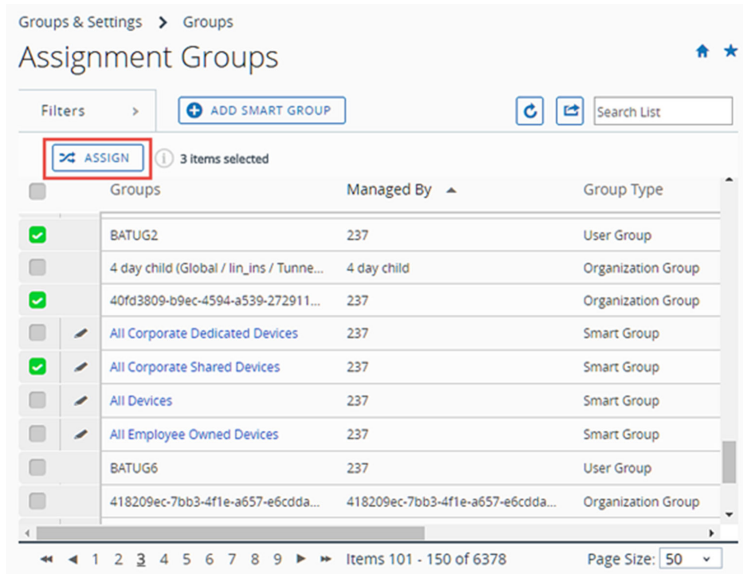 Groups & Settings > Groups
Assignment Groups
Filters > ADD SMART GROUP Search List
ASSIGN i 3 items selected
Groups Managed By Group Type
BATUG2 237 User Group
4 day child (Global / lin_ins / Tunne... 4 day child Organization Group
40fd3809-b9ec-4594-a539-272911... 237 Organization Group
All Corporate Dedicated Devices 237 Smart Group
All Corporate Shared Devices 237 Smart Group
All Devices 237 Smart Group
All Employee Owned Devices 237 Smart Group
BATUG6 237 User Group
418209ec-7bb3-4f1e-a657-e6cdda... 418209ec-7bb3-4f1e-a657-e6cdda... Organization Group
1 2 3 4 5 6 7 8 9 Items 101 - 150 of 6378 Page Size: 50